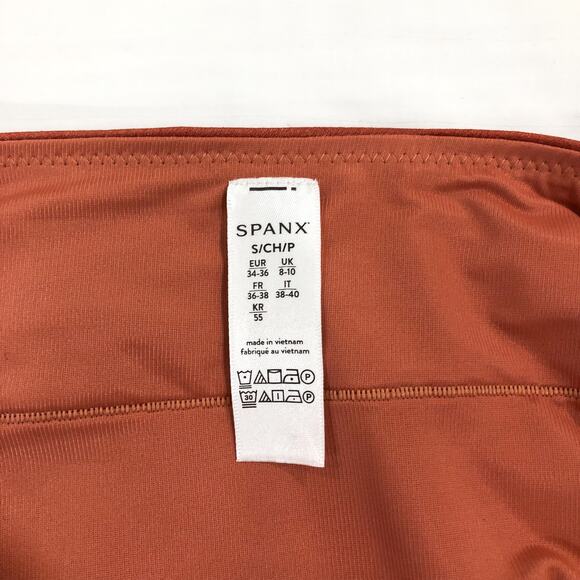 SPANX
S/CH/P
EUR UK
34-36 8-10
FR IT
36-38 38-40
KR
55
made in vietnam
fabriqué au vietnam
P
30 P